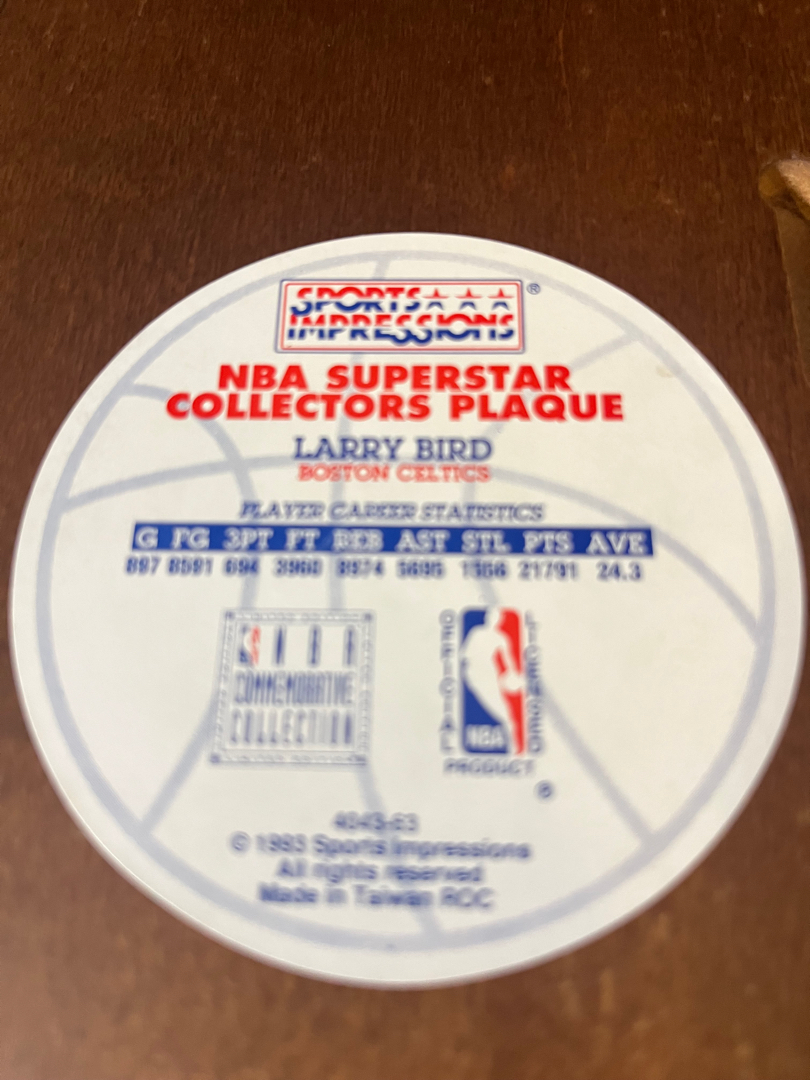 SPORTS
IMPRESSIONS ®
NBA SUPERSTAR
COLLECTORS PLAQUE
LARRY BIRD
BOSTON CELTICS
PLAYER CAREER STATISTICS
G FG 3PT FT REB AST STL PTS AVE
897 8591 694 3960 8974 5695 1556 21791 24.3
NBA
COMMEMORATIVE
COLLECTION
OFFICIAL
LICENSED
NBA
PRODUCT
®
4043-63
© 1993 Sports Impressions
All rights reserved
Made in Taiwan ROC